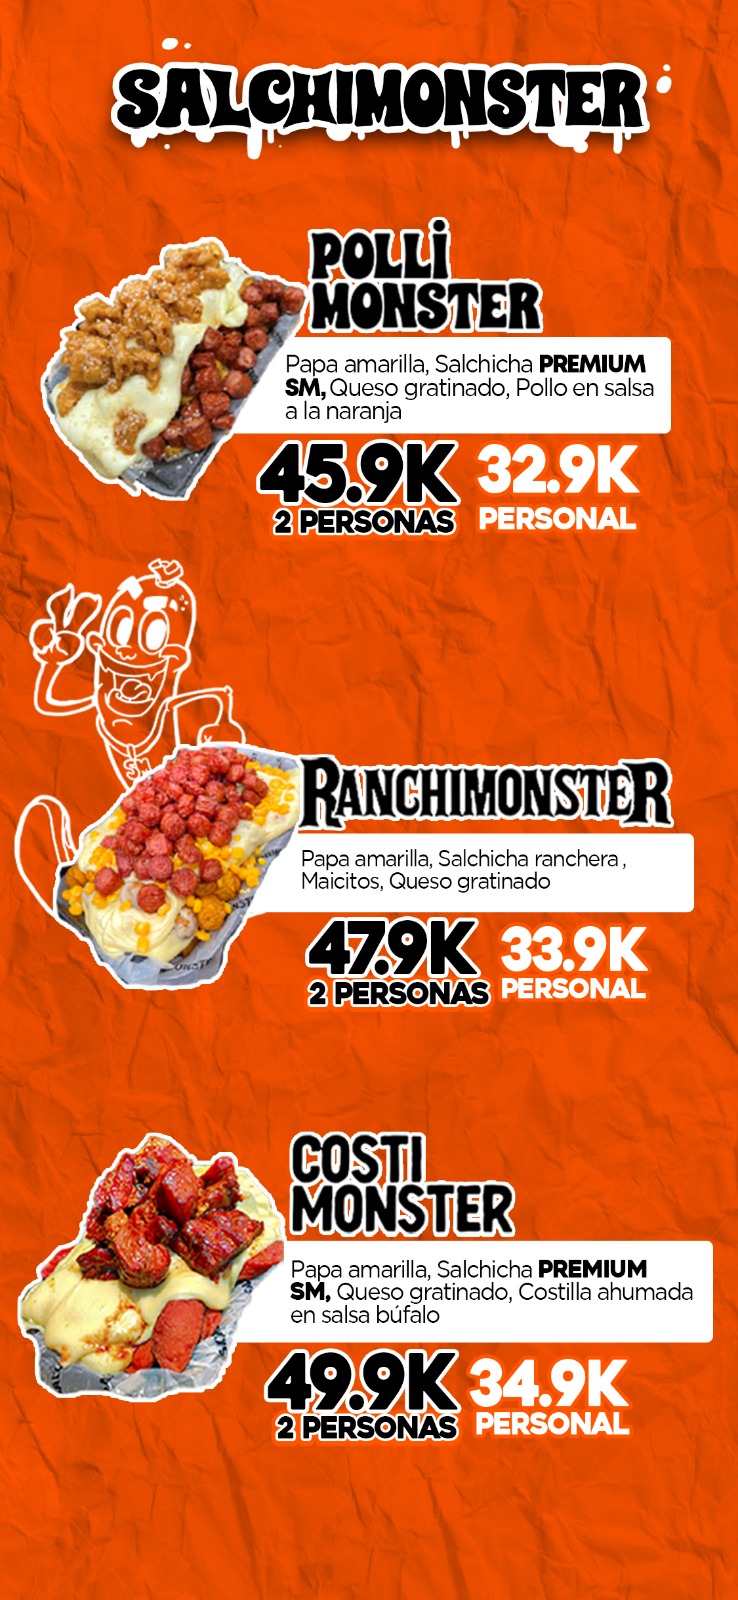 SALCHIMONSTER
POLLI
MONSTER
Papa amarilla, Salchicha PREMIUM
SM, Queso gratinado, Pollo en salsa
a la naranja
45.9K 32.9K
2 PERSONAS PERSONAL
SM
RANCHIMONSTER
Papa amarilla, Salchicha ranchera,
Maicitos, Queso gratinado
47.9K 33.9K
2 PERSONAS PERSONAL
COSTI
MONSTER
Papa amarilla, Salchicha PREMIUM
SM, Queso gratinado, Costilla ahumada
en salsa búfalo
49.9K 34.9K
2 PERSONAS PERSONAL